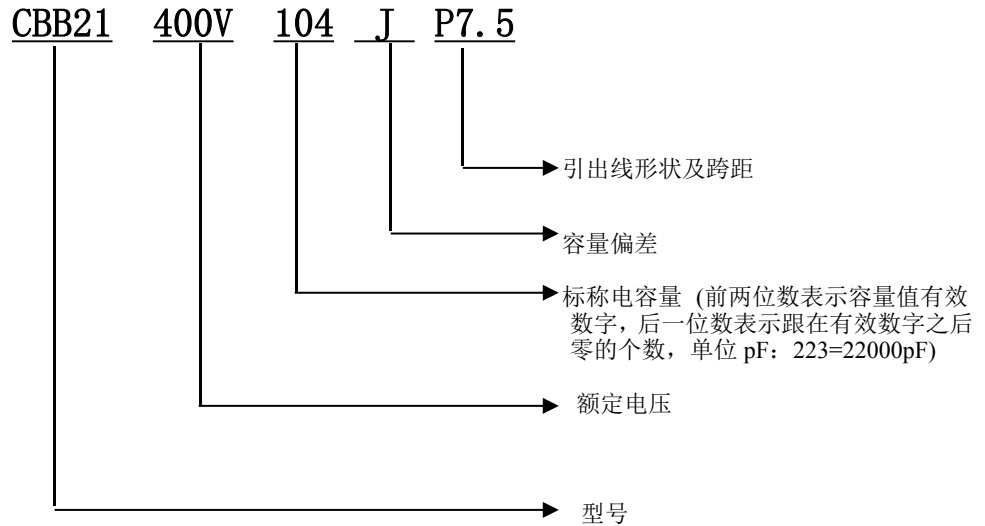 CBB21 400V 104 J P7.5
引出线形状及跨距
容量偏差
标称电容量 (前两位数表示容量值有效
数字，后一位数表示跟在有效数字之后
零的个数，单位 pF：223=22000pF)
额定电压
型号